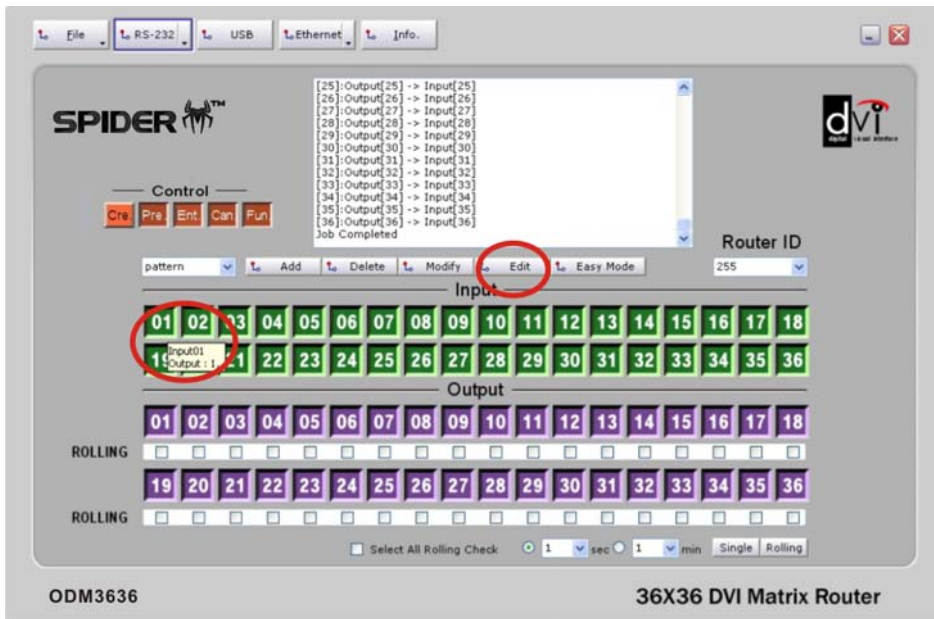 File RS-232 USB Ethernet Info.
SPIDER™
[25]:Output[25] -> Input[25]
[26]:Output[26] -> Input[26]
[27]:Output[27] -> Input[27]
[28]:Output[28] -> Input[28]
[29]:Output[29] -> Input[29]
[30]:Output[30] -> Input[30]
[31]:Output[31] -> Input[31]
[32]:Output[32] -> Input[32]
[33]:Output[33] -> Input[33]
[34]:Output[34] -> Input[34]
[35]:Output[35] -> Input[35]
[36]:Output[36] -> Input[36]
Job Completed
dvi
digital visual interface
Control
Cre. Pre. Ent. Can. Fun.
Router ID
pattern Add Delete Modify Edit Easy Mode 255
Input
01 02 03 04 05 06 07 08 09 10 11 12 13 14 15 16 17 18
Input01
Output : 1
19 21 22 23 24 25 26 27 28 29 30 31 32 33 34 35 36
Output
01 02 03 04 05 06 07 08 09 10 11 12 13 14 15 16 17 18
ROLLING
19 20 21 22 23 24 25 26 27 28 29 30 31 32 33 34 35 36
ROLLING
Select All Rolling Check 1 sec 1 min Single Rolling
ODM3636 36X36 DVI Matrix Router